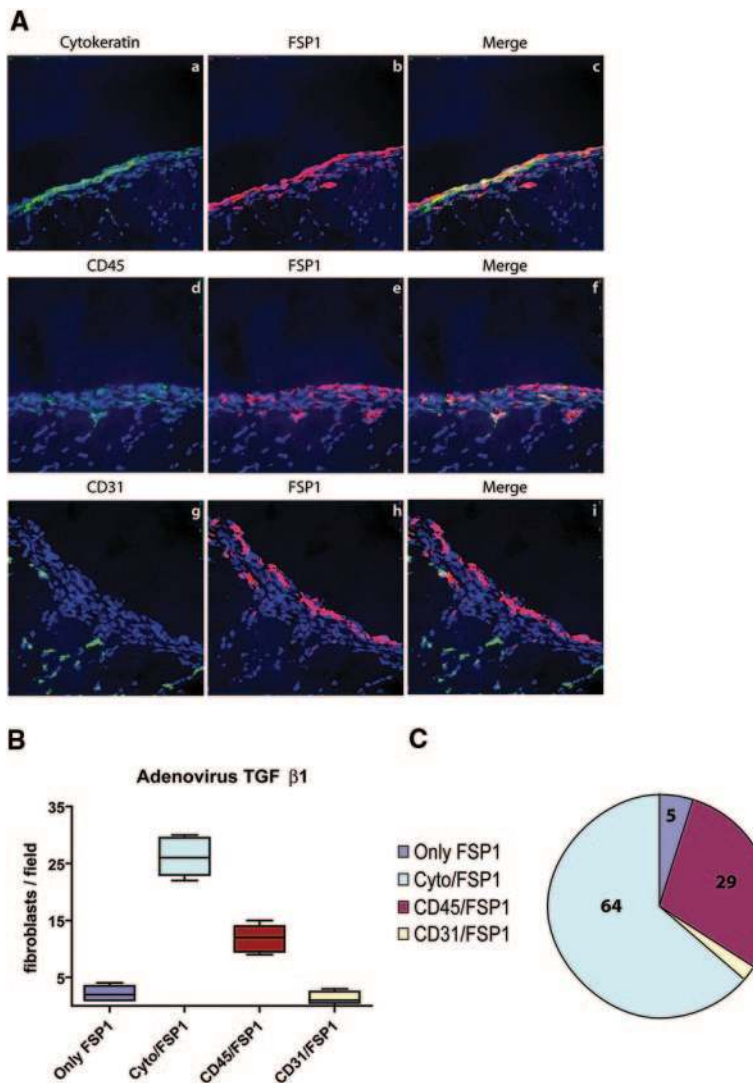 A
Cytokeratin FSP1 Merge
a b c
CD45 FSP1 Merge
d e f
CD31 FSP1 Merge
g h i
B
Adenovirus TGF β1
fibroblasts / field
35
25
15
5
Only FSP1
Cyto/FSP1
CD45/FSP1
CD31/FSP1
C
Only FSP1
Cyto/FSP1
CD45/FSP1
CD31/FSP1
5
29
64